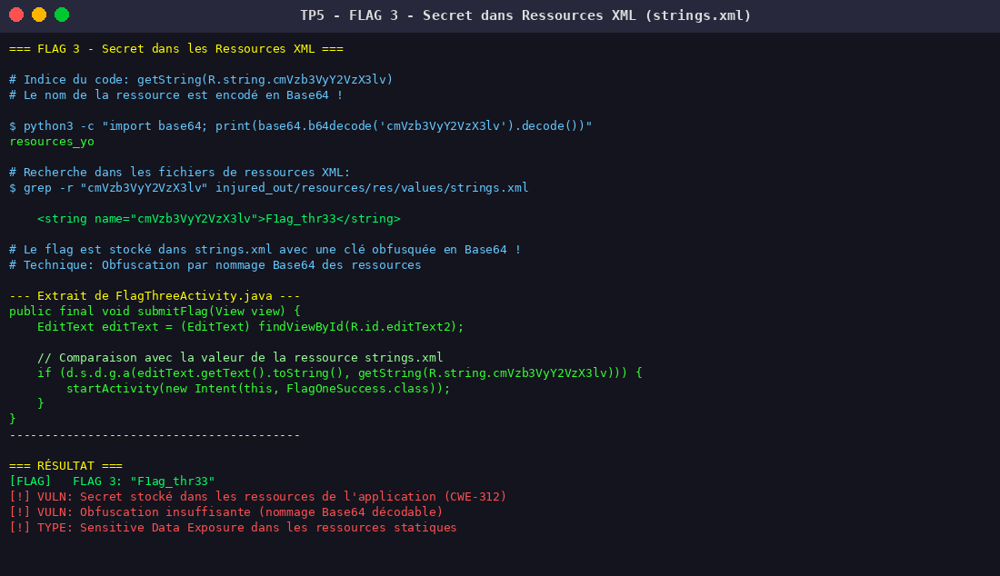 TP5 - FLAG 3 - Secret dans Ressources XML (strings.xml)
=== FLAG 3 - Secret dans les Ressources XML ===
# Indice du code: getString(R.string.cmVzb3VyY2VzX3lv)
# Le nom de la ressource est encodé en Base64 !
$ python3 -c "import base64; print(base64.b64decode('cmVzb3VyY2VzX3lv').decode())"
resources_yo
# Recherche dans les fichiers de ressources XML:
$ grep -r "cmVzb3VyY2VzX3lv" injured_out/resources/res/values/strings.xml
    <string name="cmVzb3VyY2VzX3lv">F1ag_thr33</string>
# Le flag est stocké dans strings.xml avec une clé obfusquée en Base64 !
# Technique: Obfuscation par nommage Base64 des ressources
--- Extrait de FlagThreeActivity.java ---
public final void submitFlag(View view) {
    EditText editText = (EditText) findViewById(R.id.editText2);
    // Comparaison avec la valeur de la ressource strings.xml
    if (d.s.d.g.a(editText.getText().toString(), getString(R.string.cmVzb3VyY2VzX3lv))) {
        startActivity(new Intent(this, FlagOneSuccess.class));
    }
}
-----------------------------------------
=== RÉSULTAT ===
[FLAG]   FLAG 3: "F1ag_thr33"
[!] VULN: Secret stocké dans les ressources de l'application (CWE-312)
[!] VULN: Obfuscation insuffisante (nommage Base64 décodable)
[!] TYPE: Sensitive Data Exposure dans les ressources statiques